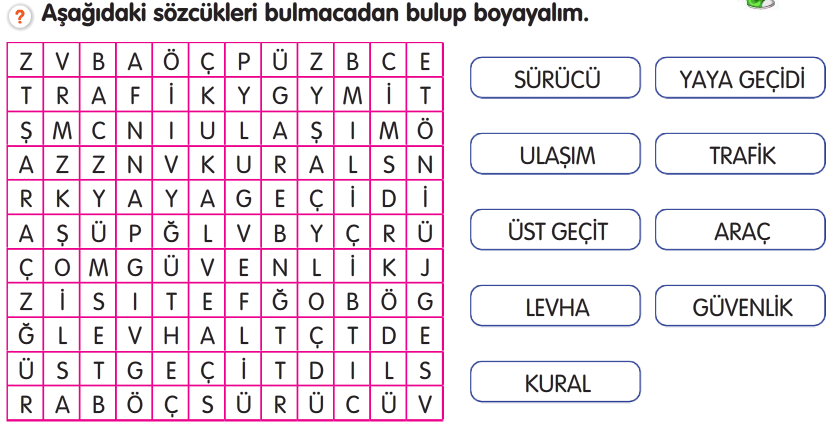 ? Aşağıdaki sözcükleri bulmacadan bulup boyayalım.
Z V B A Ö Ç P Ü Z B C E
T R A F İ K Y G Y M İ T
Ş M C N I U L A Ş I M Ö
A Z Z N V K U R A L S N
R K Y A Y A G E Ç İ D İ
A Ş Ü P Ğ L V B Y Ç R Ü
Ç O M G Ü V E N L İ K J
Z İ S I T E F Ğ O B Ö G
Ğ L E V H A L T Ç T D E
Ü S T G E Ç İ T D I L S
R A B Ö Ç S Ü R Ü C Ü V
SÜRÜCÜ YAYA GEÇİDİ
ULAŞIM TRAFİK
ÜST GEÇİT ARAÇ
LEVHA GÜVENLİK
KURAL